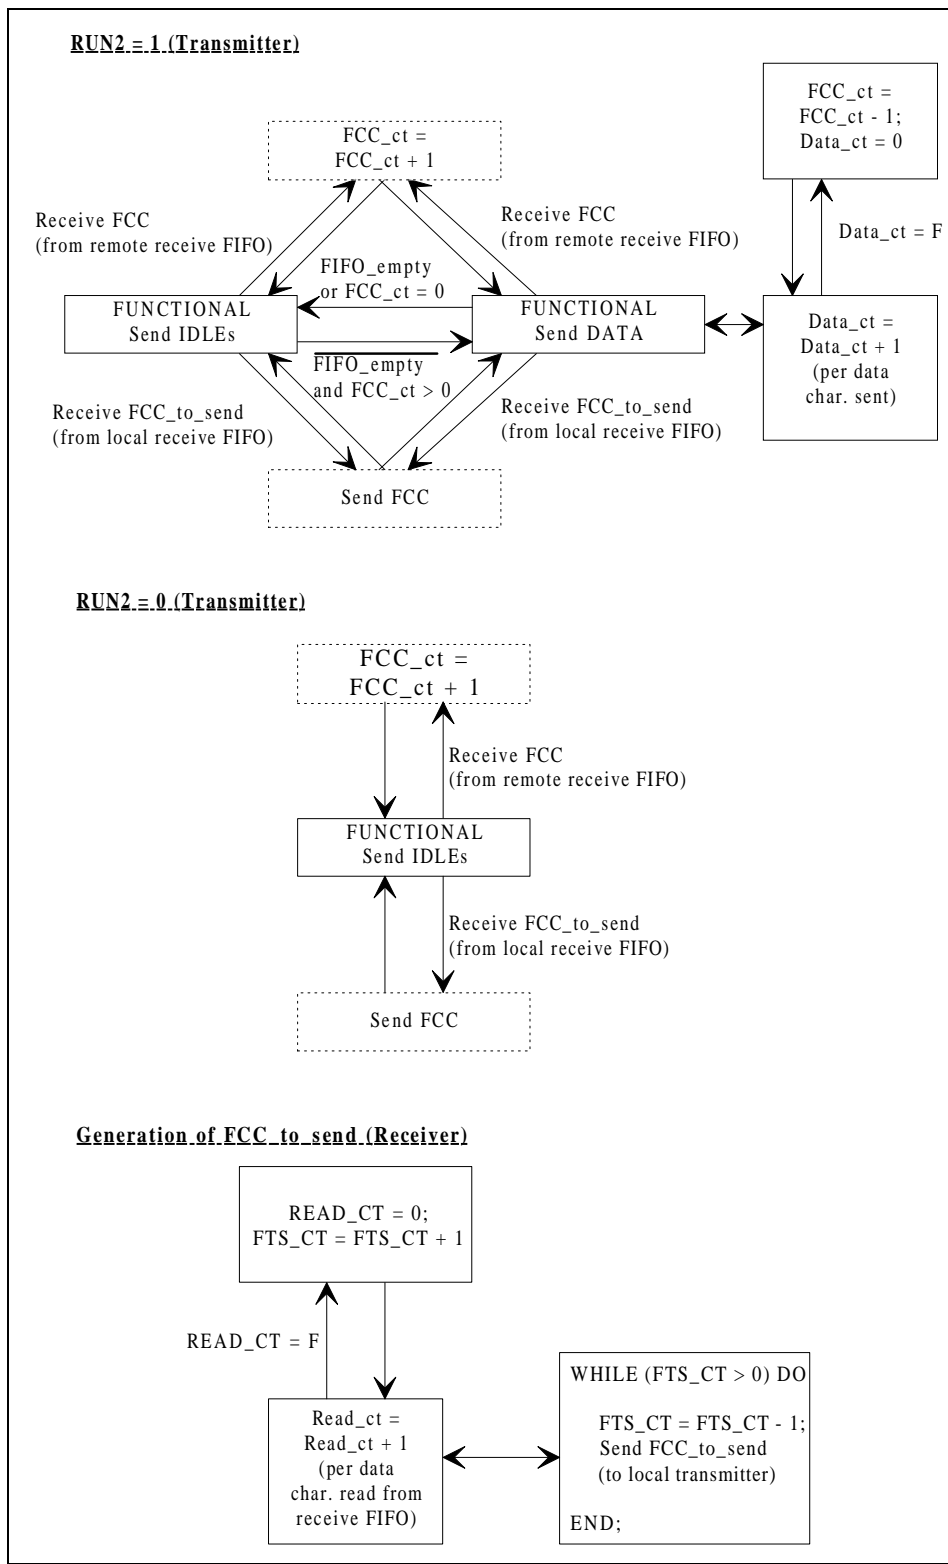 RUN2 = 1 (Transmitter)
FCC_ct =
FCC_ct - 1;
Data_ct = 0
FCC_ct =
FCC_ct + 1
Receive FCC
(from remote receive FIFO)
Receive FCC
(from remote receive FIFO)
Data_ct = F
FIFO_empty
or FCC_ct = 0
FUNCTIONAL
Send IDLEs
FUNCTIONAL
Send DATA
Data_ct =
Data_ct + 1
(per data
char. sent)
FIFO_empty
and FCC_ct > 0
Receive FCC_to_send
(from local receive FIFO)
Receive FCC_to_send
(from local receive FIFO)
Send FCC
RUN2 = 0 (Transmitter)
FCC_ct =
FCC_ct + 1
Receive FCC
(from remote receive FIFO)
FUNCTIONAL
Send IDLEs
Receive FCC_to_send
(from local receive FIFO)
Send FCC
Generation of FCC_to_send (Receiver)
READ_CT = 0;
FTS_CT = FTS_CT + 1
READ_CT = F
Read_ct =
Read_ct + 1
(per data
char. read from
receive FIFO)
WHILE (FTS_CT > 0) DO
FTS_CT = FTS_CT - 1;
Send FCC_to_send
(to local transmitter)
END;